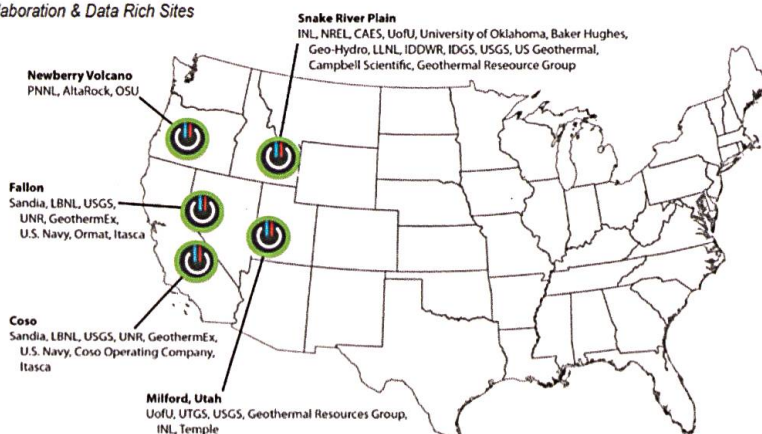 aboration & Data Rich Sites
Snake River Plain
INL, NREL, CAES, UofU, University of Oklahoma, Baker Hughes,
Geo-Hydro, LLNL, IDDWR, IDGS, USGS, US Geothermal,
Campbell Scientific, Geothermal Reseource Group
Newberry Volcano
PNNL, AltaRock, OSU
Fallon
Sandia, LBNL, USGS,
UNR, GeothermEx,
U.S. Navy, Ormat, Itasca
Coso
Sandia, LBNL, USGS, UNR, GeothermEx,
U.S. Navy, Coso Operating Company,
Itasca
Milford, Utah
UofU, UTGS, USGS, Geothermal Resources Group,
INL, Temple